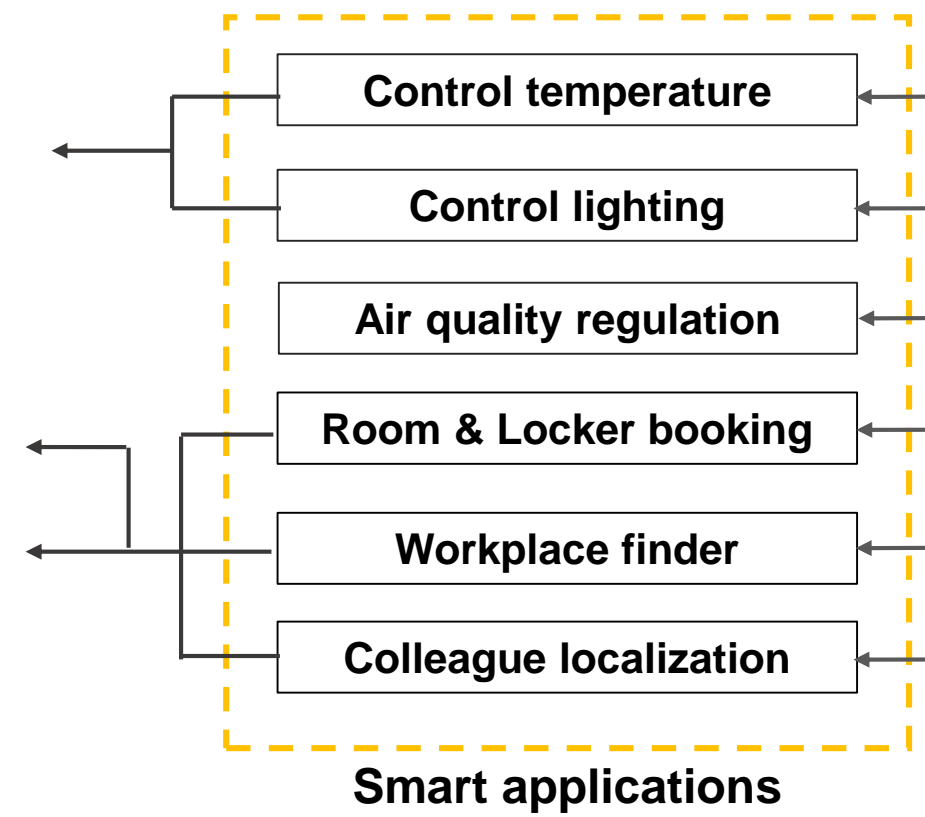 Control temperature
Control lighting
Air quality regulation
Room & Locker booking
Workplace finder
Colleague localization
Smart applications